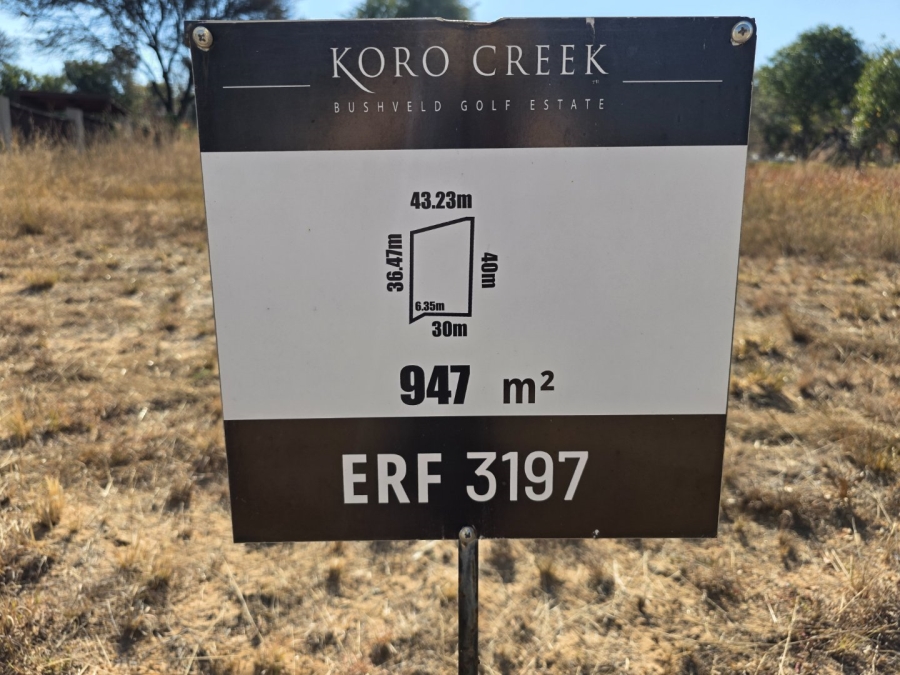 KORO CREEK
BUSHVELD GOLF ESTATE
43.23m
36.47m
40m
6.35m
30m
947 m²
ERF 3197